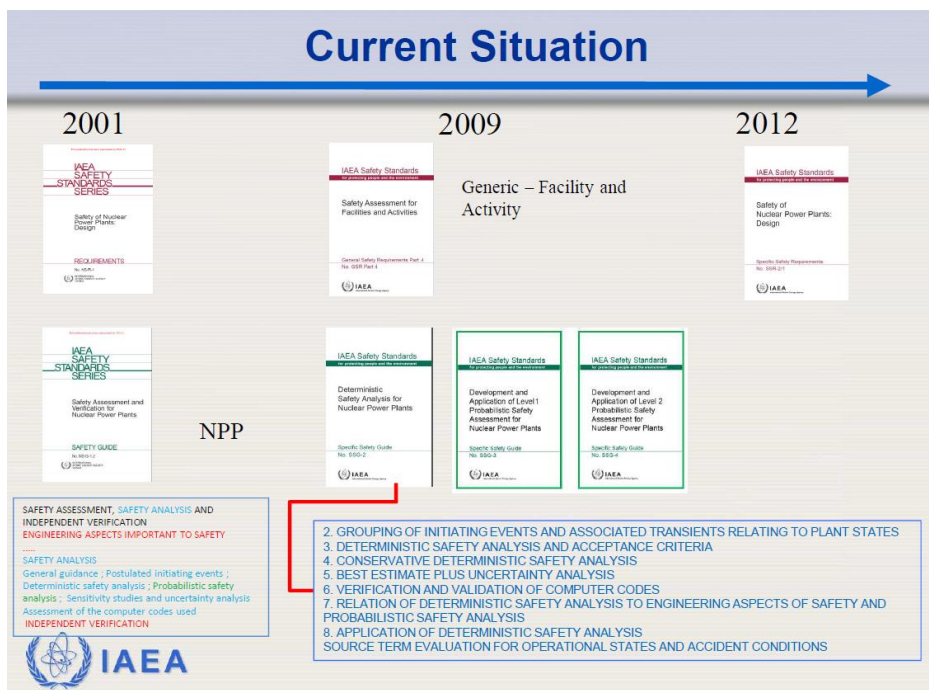 Current Situation
2001
2009
2012
IAEA
SAFETY
STANDARDS
SERIES
Safety of Nuclear
Power Plants:
Design
REQUIREMENTS
No. NS-R-1
IAEA Safety Standards
for protecting people and the environment
Safety Assessment for
Facilities and Activities
General Safety Requirements Part 4
No. GSR Part 4
IAEA
Generic – Facility and
Activity
IAEA Safety Standards
for protecting people and the environment
Safety of
Nuclear Power Plants:
Design
Specific Safety Requirements
No. SSR-2/1
IAEA
IAEA
SAFETY
STANDARDS
SERIES
Safety Assessment and
Verification for
Nuclear Power Plants
SAFETY GUIDE
No. NS-G-1.2
NPP
IAEA Safety Standards
for protecting people and the environment
Deterministic
Safety Analysis for
Nuclear Power Plants
Specific Safety Guide
No. SSG-2
IAEA
IAEA Safety Standards
for protecting people and the environment
Development and
Application of Level 1
Probabilistic Safety
Assessment for
Nuclear Power Plants
Specific Safety Guide
No. SSG-3
IAEA
IAEA Safety Standards
for protecting people and the environment
Development and
Application of Level 2
Probabilistic Safety
Assessment for
Nuclear Power Plants
Specific Safety Guide
No. SSG-4
IAEA
SAFETY ASSESSMENT, SAFETY ANALYSIS AND
INDEPENDENT VERIFICATION
ENGINEERING ASPECTS IMPORTANT TO SAFETY
.....
SAFETY ANALYSIS
General guidance ; Postulated initiating events ;
Deterministic safety analysis ; Probabilistic safety
analysis ; Sensitivity studies and uncertainty analysis
Assessment of the computer codes used
INDEPENDENT VERIFICATION
2. GROUPING OF INITIATING EVENTS AND ASSOCIATED TRANSIENTS RELATING TO PLANT STATES
3. DETERMINISTIC SAFETY ANALYSIS AND ACCEPTANCE CRITERIA
4. CONSERVATIVE DETERMINISTIC SAFETY ANALYSIS
5. BEST ESTIMATE PLUS UNCERTAINTY ANALYSIS
6. VERIFICATION AND VALIDATION OF COMPUTER CODES
7. RELATION OF DETERMINISTIC SAFETY ANALYSIS TO ENGINEERING ASPECTS OF SAFETY AND
PROBABILISTIC SAFETY ANALYSIS
8. APPLICATION OF DETERMINISTIC SAFETY ANALYSIS
SOURCE TERM EVALUATION FOR OPERATIONAL STATES AND ACCIDENT CONDITIONS
IAEA